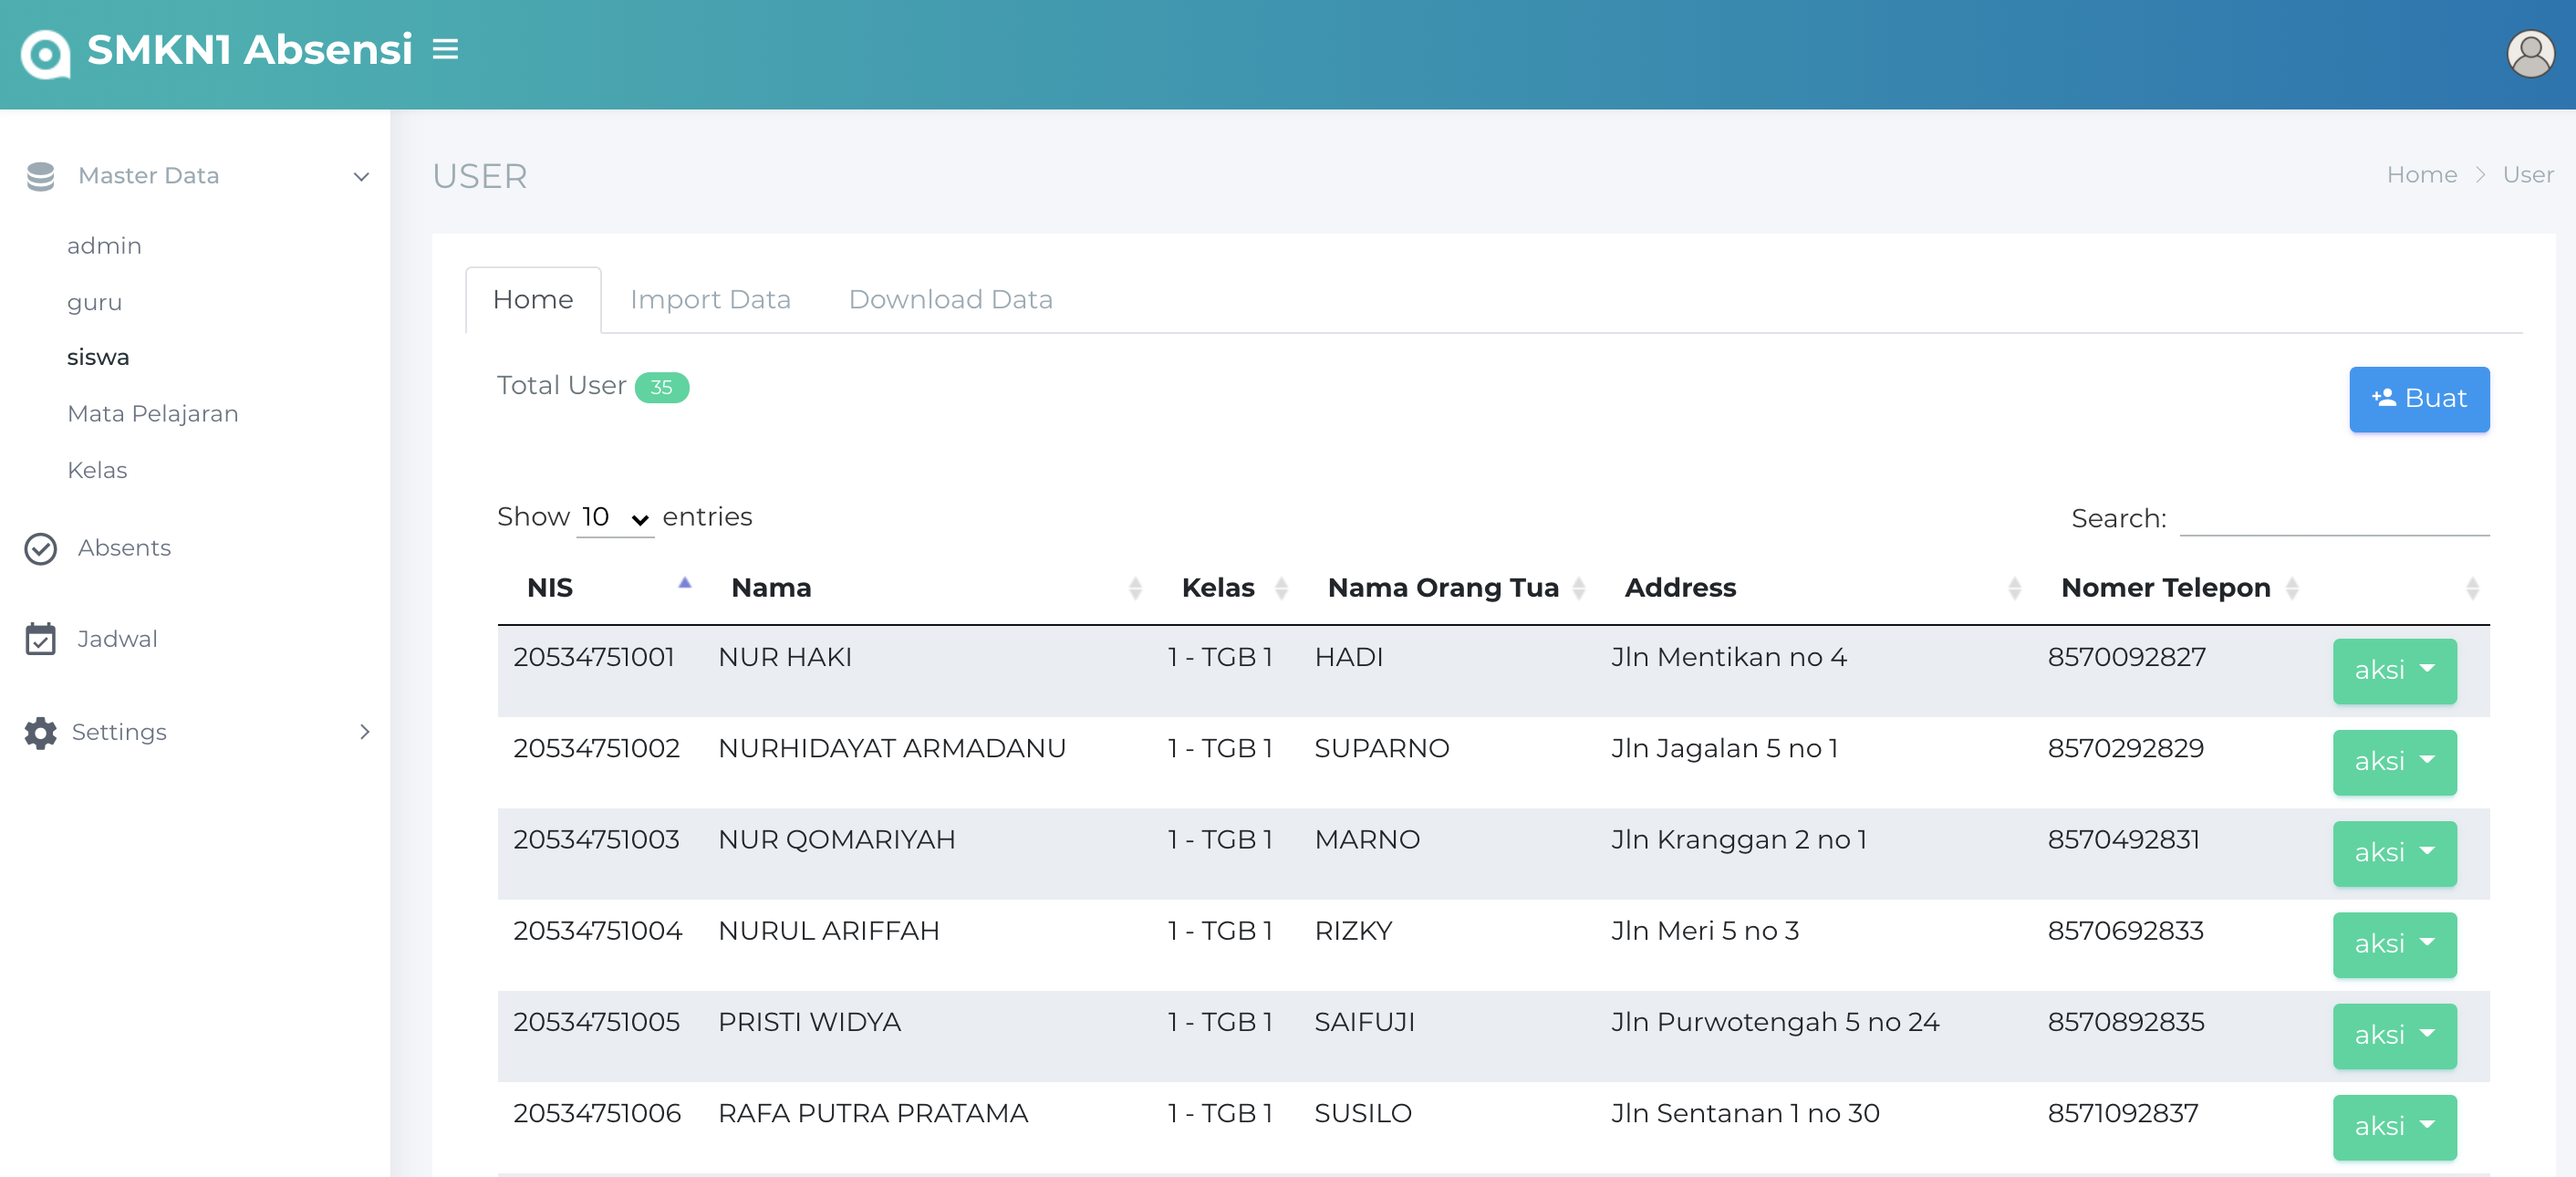 SMKN1 Absensi
Master Data
admin
guru
siswa
Mata Pelajaran
Kelas
Absents
Jadwal
Settings
USER
Home > User
Home Import Data Download Data
Total User 35
Buat
Show 10 entries
Search:
NIS Nama Kelas Nama Orang Tua Address Nomer Telepon
20534751001 NUR HAKI 1 - TGB 1 HADI Jln Mentikan no 4 8570092827 aksi
20534751002 NURHIDAYAT ARMADANU 1 - TGB 1 SUPARNO Jln Jagalan 5 no 1 8570292829 aksi
20534751003 NUR QOMARIYAH 1 - TGB 1 MARNO Jln Kranggan 2 no 1 8570492831 aksi
20534751004 NURUL ARIFFAH 1 - TGB 1 RIZKY Jln Meri 5 no 3 8570692833 aksi
20534751005 PRISTI WIDYA 1 - TGB 1 SAIFUJI Jln Purwotengah 5 no 24 8570892835 aksi
20534751006 RAFA PUTRA PRATAMA 1 - TGB 1 SUSILO Jln Sentanan 1 no 30 8571092837 aksi